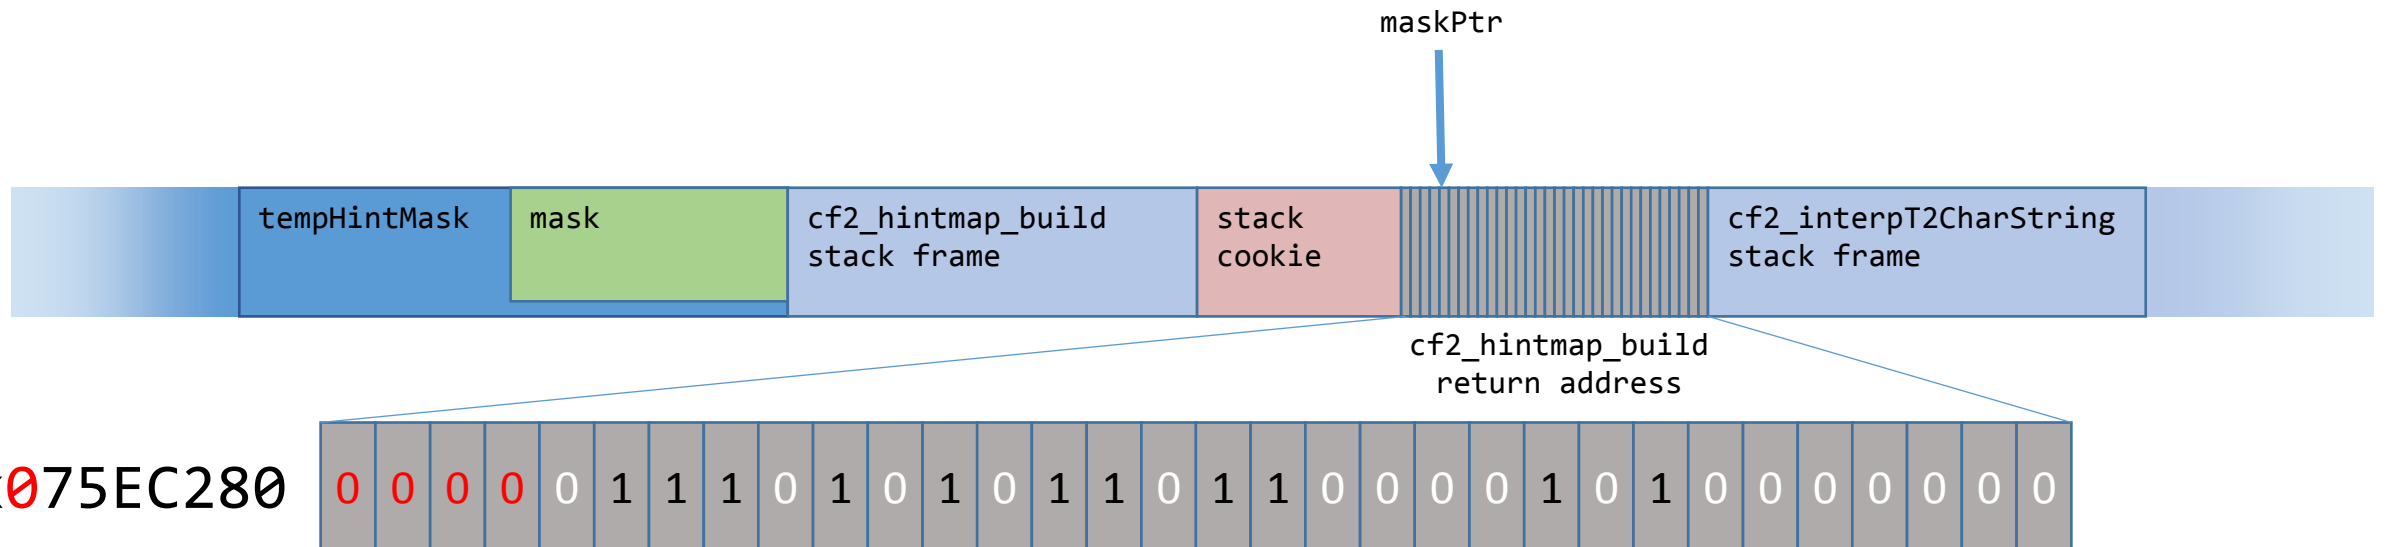 maskPtr
tempHintMask
mask
cf2_hintmap_build
stack frame
stack
cookie
cf2_interpT2CharString
stack frame
cf2_hintmap_build
return address
075EC280
0 0 0 0 0 1 1 1 0 1 0 1 0 1 1 0 1 1 0 0 0 0 1 0 1 0 0 0 0 0 0 0